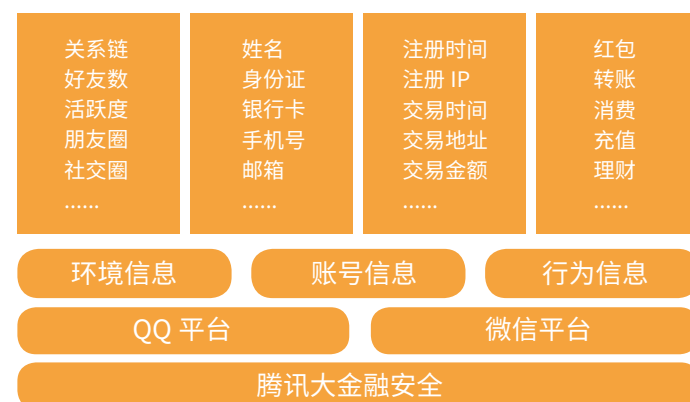 关系链
好友数
活跃度
朋友圈
社交圈
......
姓名
身份证
银行卡
手机号
邮箱
......
注册时间
注册 IP
交易时间
交易地址
交易金额
......
红包
转账
消费
充值
理财
......
环境信息
账号信息
行为信息
QQ 平台
微信平台
腾讯大金融安全